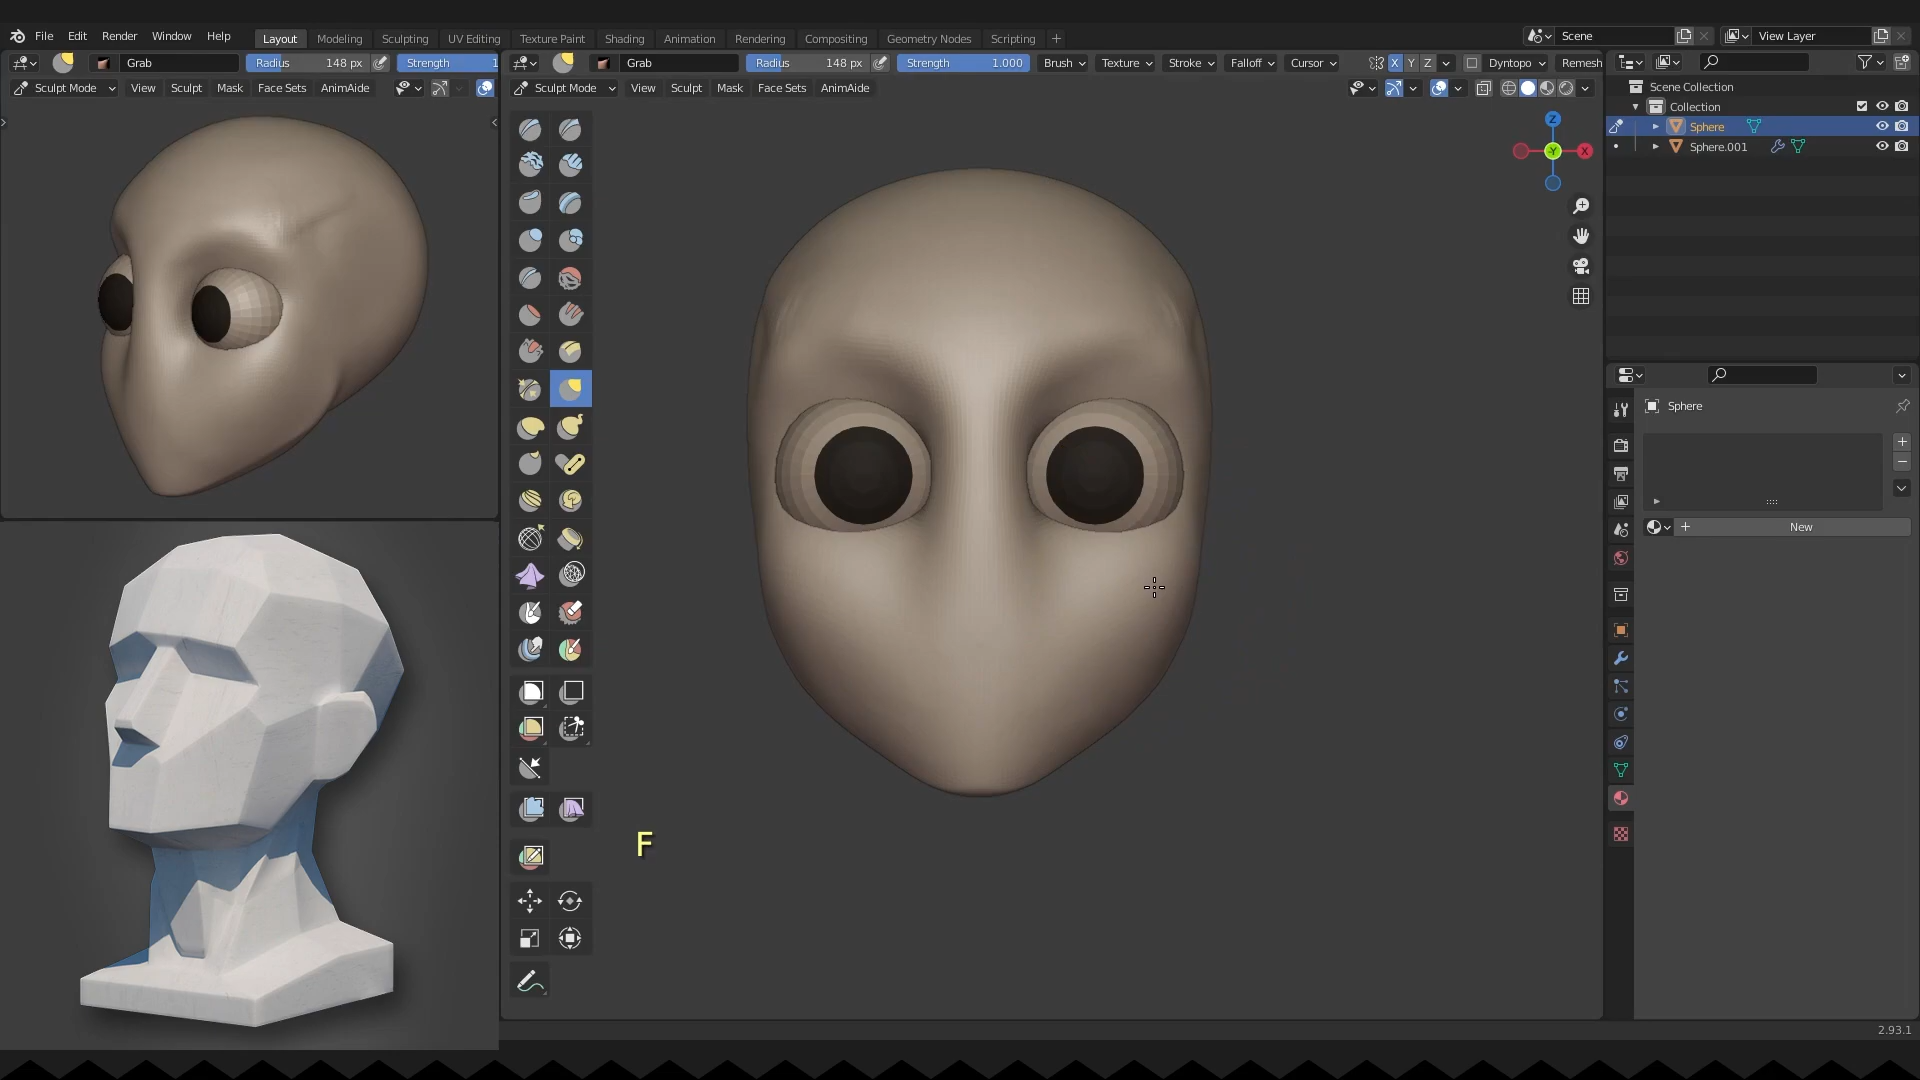 File Edit Render Window Help Layout Modeling Sculpting UV Editing Texture Paint Shading Animation Rendering Compositing Geometry Nodes Scripting + Scene View Layer
Grab Radius 148 px Strength 1 Grab Radius 148 px Strength 1.000 Brush Texture Stroke Falloff Cursor X Y Z Dyntopo Remesh
Sculpt Mode View Sculpt Mask Face Sets AnimAide Sculpt Mode View Sculpt Mask Face Sets AnimAide
Scene Collection
Collection
Sphere
Sphere.001
Z
Y X
Sphere
New
F
2.93.1